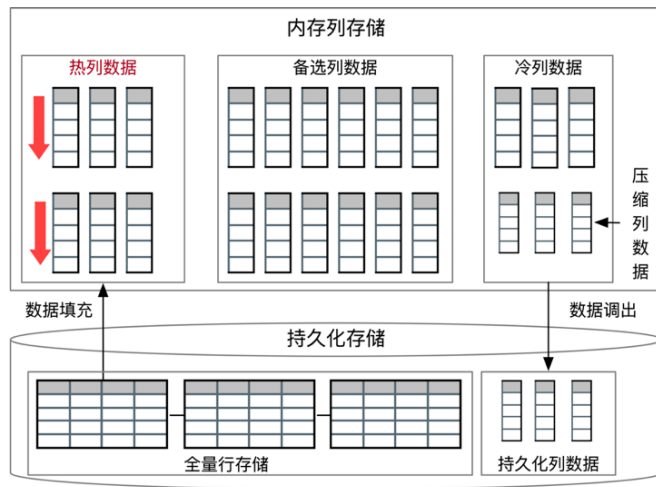 内存列存储
热列数据
备选列数据
冷列数据
压缩列数据
数据填充
数据调出
持久化存储
全量行存储
持久化列数据